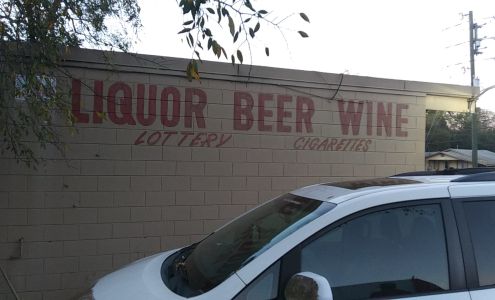 LIQUOR BEER WINE
LOTTERY CIGARETTES